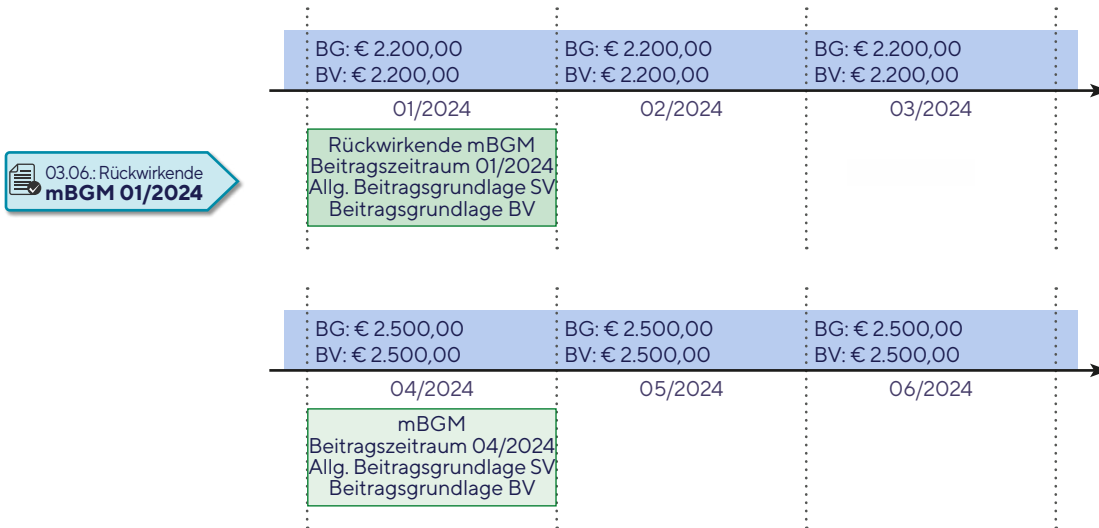 BG: € 2.200,00
BV: € 2.200,00
BG: € 2.200,00
BV: € 2.200,00
BG: € 2.200,00
BV: € 2.200,00
01/2024
02/2024
03/2024
03.06.: Rückwirkende
mBGM 01/2024
Rückwirkende mBGM
Beitragszeitraum 01/2024
Allg. Beitragsgrundlage SV
Beitragsgrundlage BV
BG: € 2.500,00
BV: € 2.500,00
BG: € 2.500,00
BV: € 2.500,00
BG: € 2.500,00
BV: € 2.500,00
04/2024
05/2024
06/2024
mBGM
Beitragszeitraum 04/2024
Allg. Beitragsgrundlage SV
Beitragsgrundlage BV